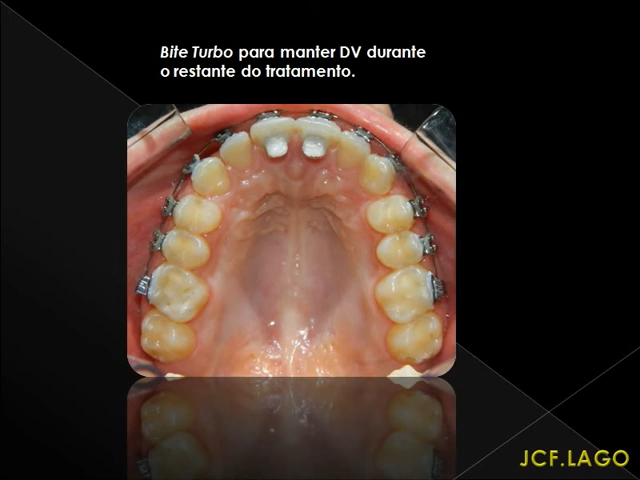 Bite Turbo para manter DV durante
o restante do tratamento.
JCF.LAGO